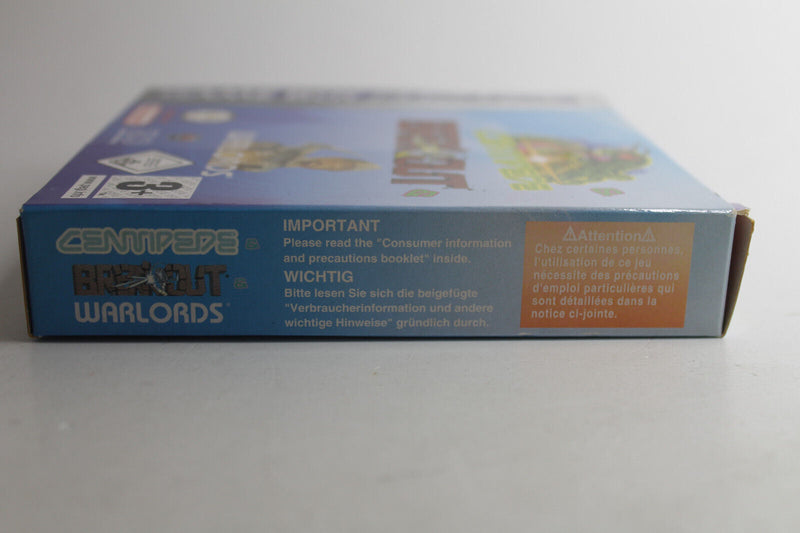 CENTIPEDE &
BREAKOUT &
WARLORDS
IMPORTANT
Please read the "Consumer information
and precautions booklet" inside.
WICHTIG
Bitte lesen Sie sich die beigefügte
"Verbraucherinformation und andere
wichtige Hinweise" gründlich durch.
⚠Attention⚠
Chez certaines personnes,
l'utilisation de ce jeu
nécessite des précautions
d'emploi particulières qui
sont détaillées dans la
notice ci-jointe.
3+